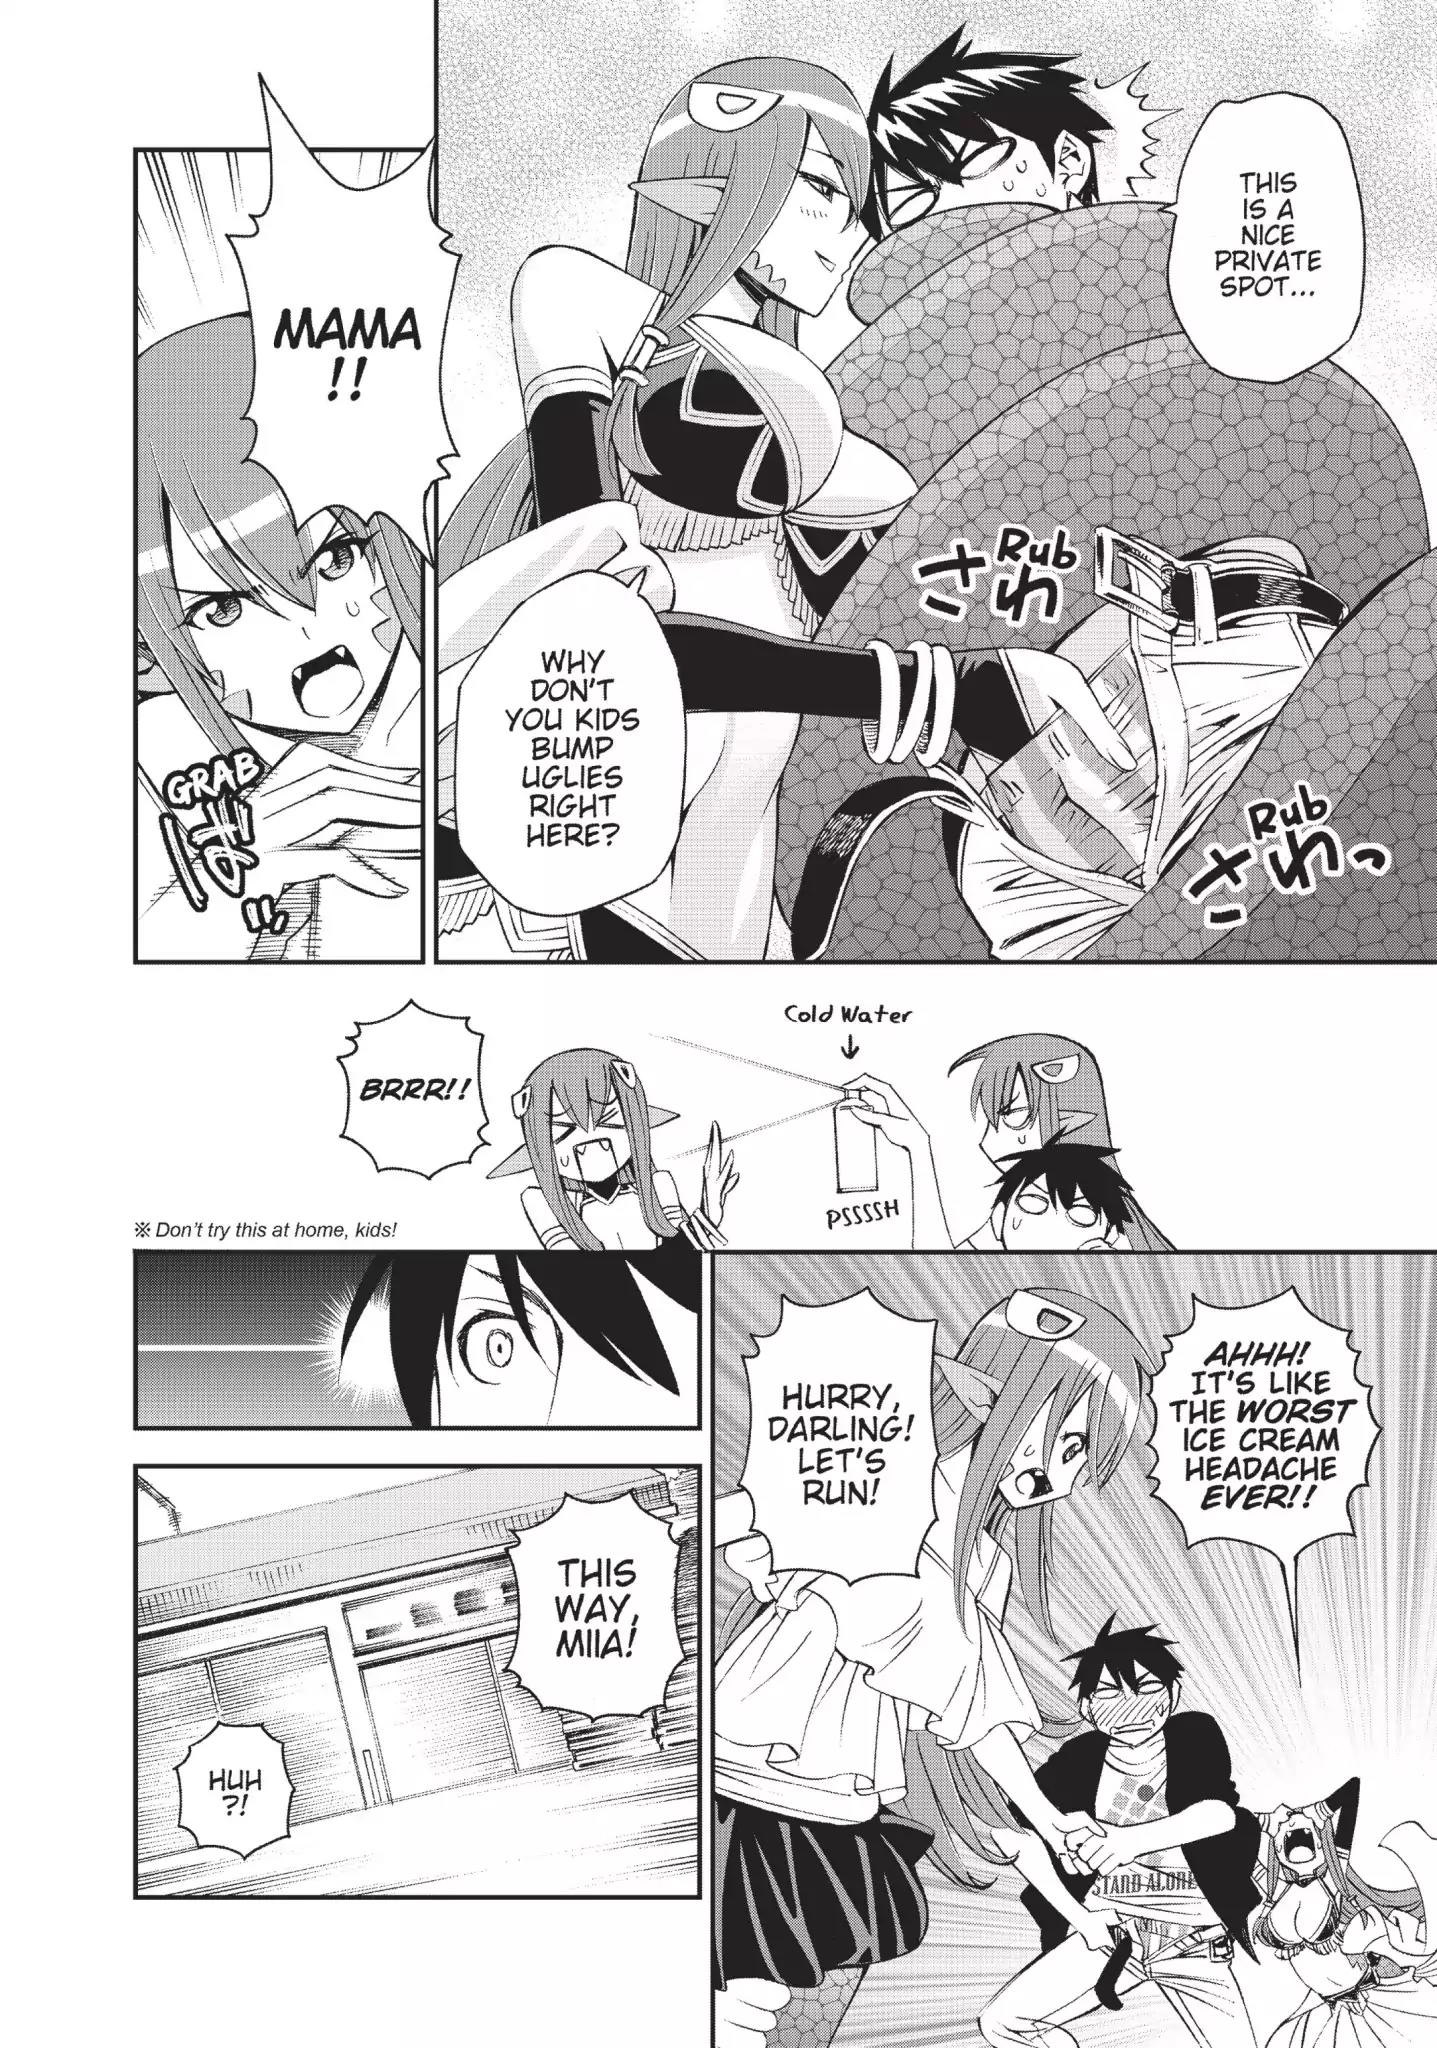 THIS
IS A
NICE
PRIVATE
SPOT...
Rub
さわ
Rub
さわっ
WHY
DON'T
YOU KIDS
BUMP
UGLIES
RIGHT
HERE?
MAMA
!!
GRAB
Cold Water
PSSSSH
BRRR!!
※ Don't try this at home, kids!
AHHH!
IT'S LIKE
THE WORST
ICE CREAM
HEADACHE
EVER!!
HURRY,
DARLING!
LET'S
RUN!
STAND ALONE
THIS
WAY,
MIIA!
HUH
?!